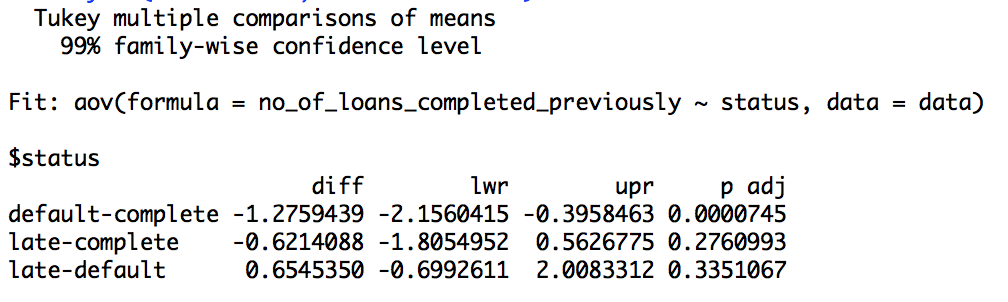 Tukey multiple comparisons of means
99% family-wise confidence level
Fit: aov(formula = no_of_loans_completed_previously ~ status, data = data)
$status
diff lwr upr p adj
default-complete -1.2759439 -2.1560415 -0.3958463 0.0000745
late-complete -0.6214088 -1.8054952 0.5626775 0.2760993
late-default 0.6545350 -0.6992611 2.0083312 0.3351067